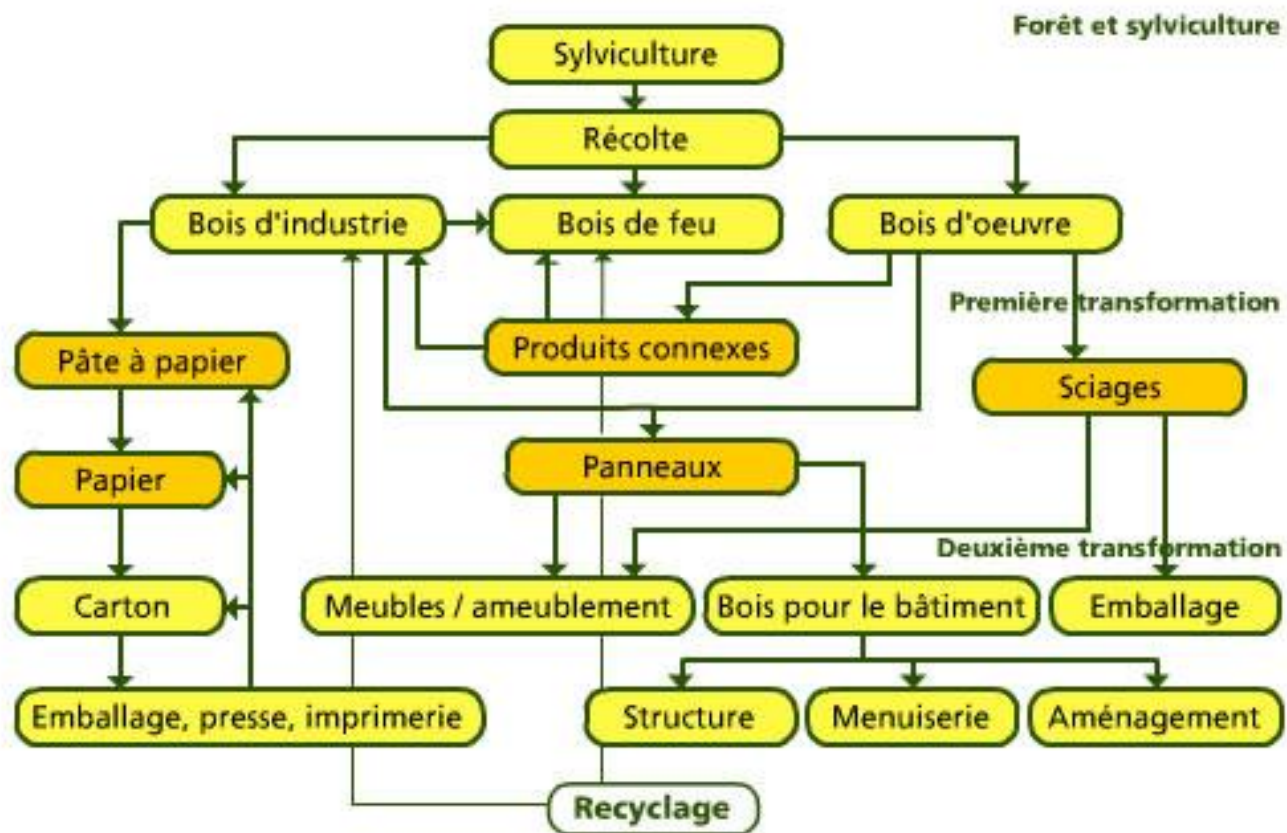 Forêt et sylviculture
Sylviculture
Récolte
Bois d'industrie
Bois de feu
Bois d'oeuvre
Première transformation
Pâte à papier
Produits connexes
Sciages
Papier
Panneaux
Deuxième transformation
Carton
Meubles / ameublement
Bois pour le bâtiment
Emballage
Emballage, presse, imprimerie
Structure
Menuiserie
Aménagement
Recyclage